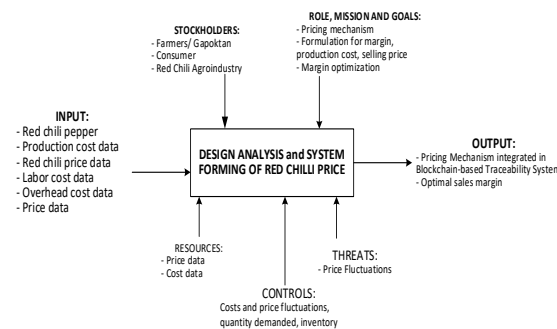 STOCKHOLDERS:
- Farmers/ Gapoktan
- Consumer
- Red Chili Agroindustry
ROLE, MISSION AND GOALS:
- Pricing mechanism
- Formulation for margin,
production cost, selling price
- Margin optimization
INPUT:
- Red chili pepper
- Production cost data
- Red chili price data
- Labor cost data
- Overhead cost data
- Price data
DESIGN ANALYSIS and SYSTEM
FORMING OF RED CHILLI PRICE
OUTPUT:
- Pricing Mechanism integrated in
Blockchain-based Traceability System
- Optimal sales margin
RESOURCES:
- Price data
- Cost data
THREATS:
- Price Fluctuations
CONTROLS:
Costs and price fluctuations,
quantity demanded, inventory